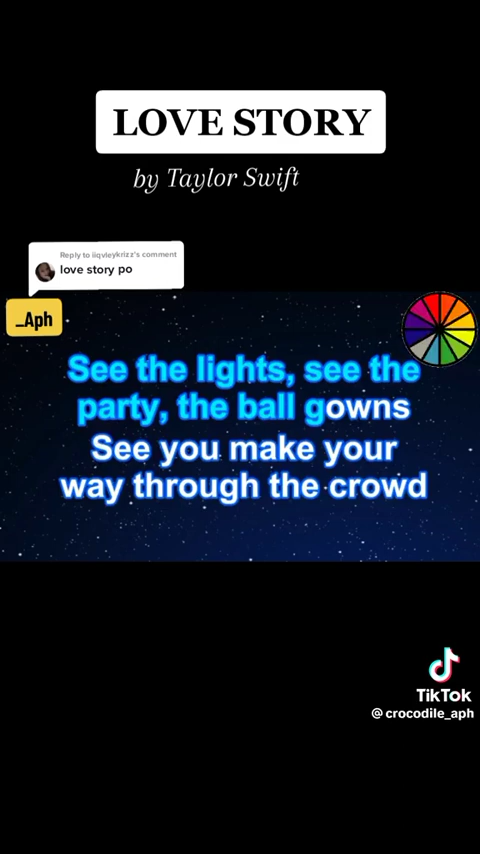 LOVE STORY
by Taylor Swift
Reply to iiqvieykrizz's comment
love story po
_Aph
See the lights, see the
party, the ball gowns
See you make your
way through the crowd
TikTok
@crocodile_aph